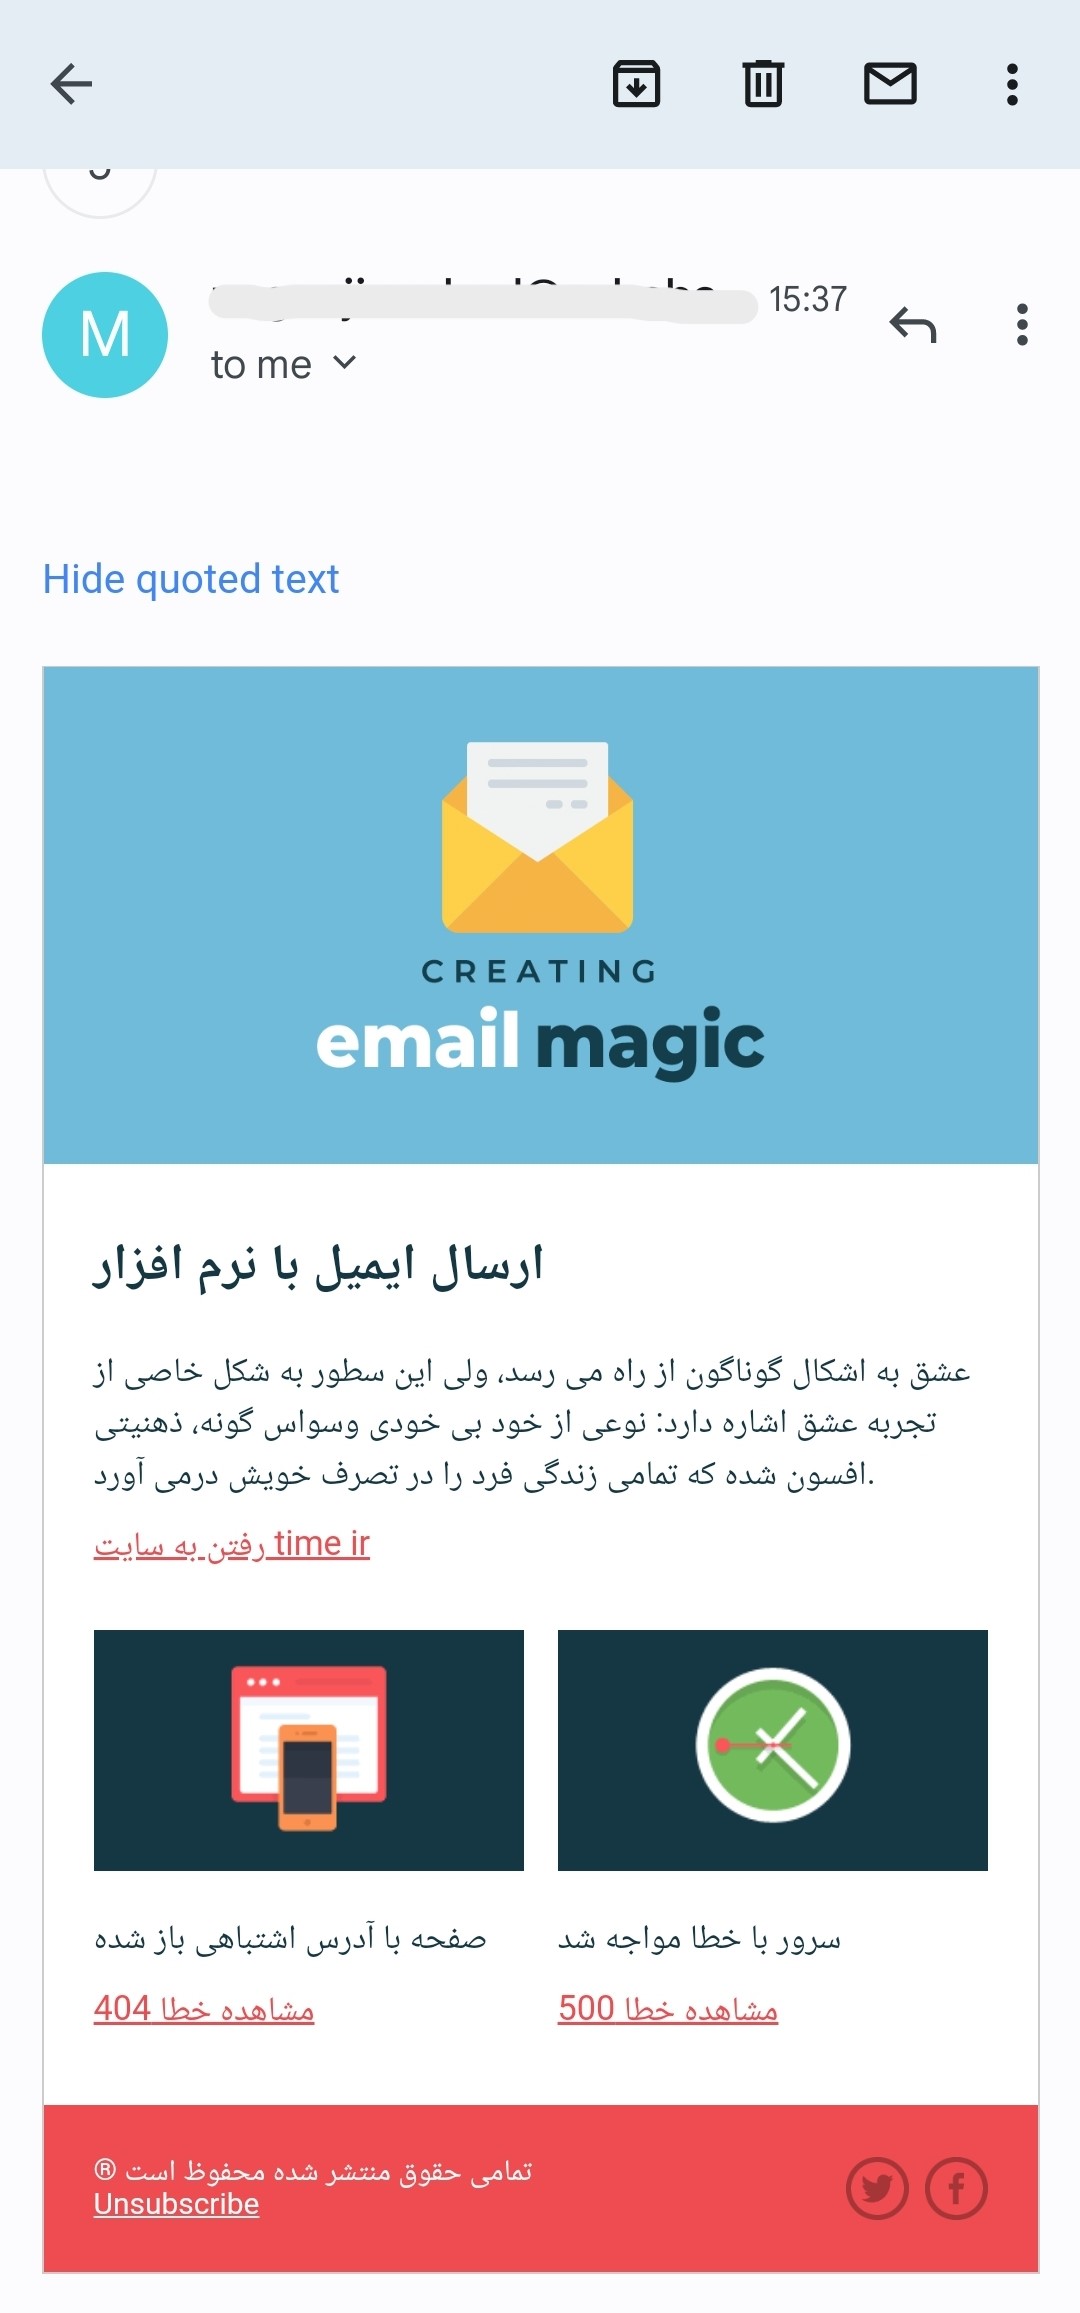 M
15:37
to me
Hide quoted text
CREATING
email magic
ارسال ایمیل با نرم افزار
عشق به اشکال گوناگون از راه می رسد، ولی این سطور به شکل خاصی از
تجربه عشق اشاره دارد: نوعی از خود بی خودی وسواس گونه، ذهنیتی
افسون شده که تمامی زندگی فرد را در تصرف خویش درمی آورد.
رفتن به سایت time ir
صفحه با آدرس اشتباهی باز شده
مشاهده خطا 404
سرور با خطا مواجه شد
مشاهده خطا 500
® تمامی حقوق منتشر شده محفوظ است
Unsubscribe